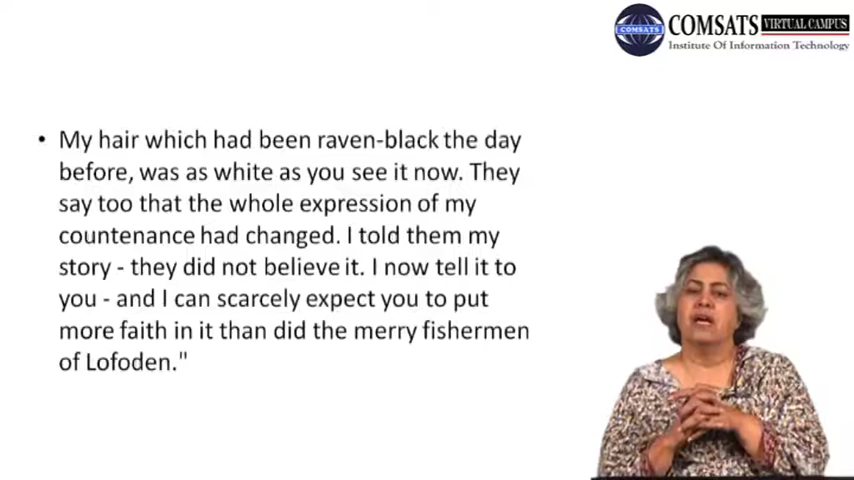 COMSATS
COMSATS VIRTUAL CAMPUS
Institute Of Information Technology
• My hair which had been raven-black the day
before, was as white as you see it now. They
say too that the whole expression of my
countenance had changed. I told them my
story - they did not believe it. I now tell it to
you - and I can scarcely expect you to put
more faith in it than did the merry fishermen
of Lofoden."